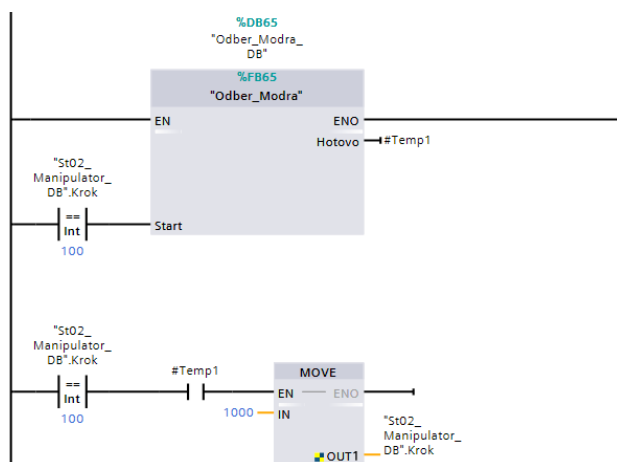 %DB65
"Odber_Modra_
DB"
%FB65
"Odber_Modra"
EN ENO
Hotovo #Temp1
"St02_
Manipulator_
DB".Krok
==
Int
100
Start
"St02_
Manipulator_
DB".Krok
==
Int
100
#Temp1
MOVE
EN ENO
1000 IN
OUT1
"St02_
Manipulator_
DB".Krok